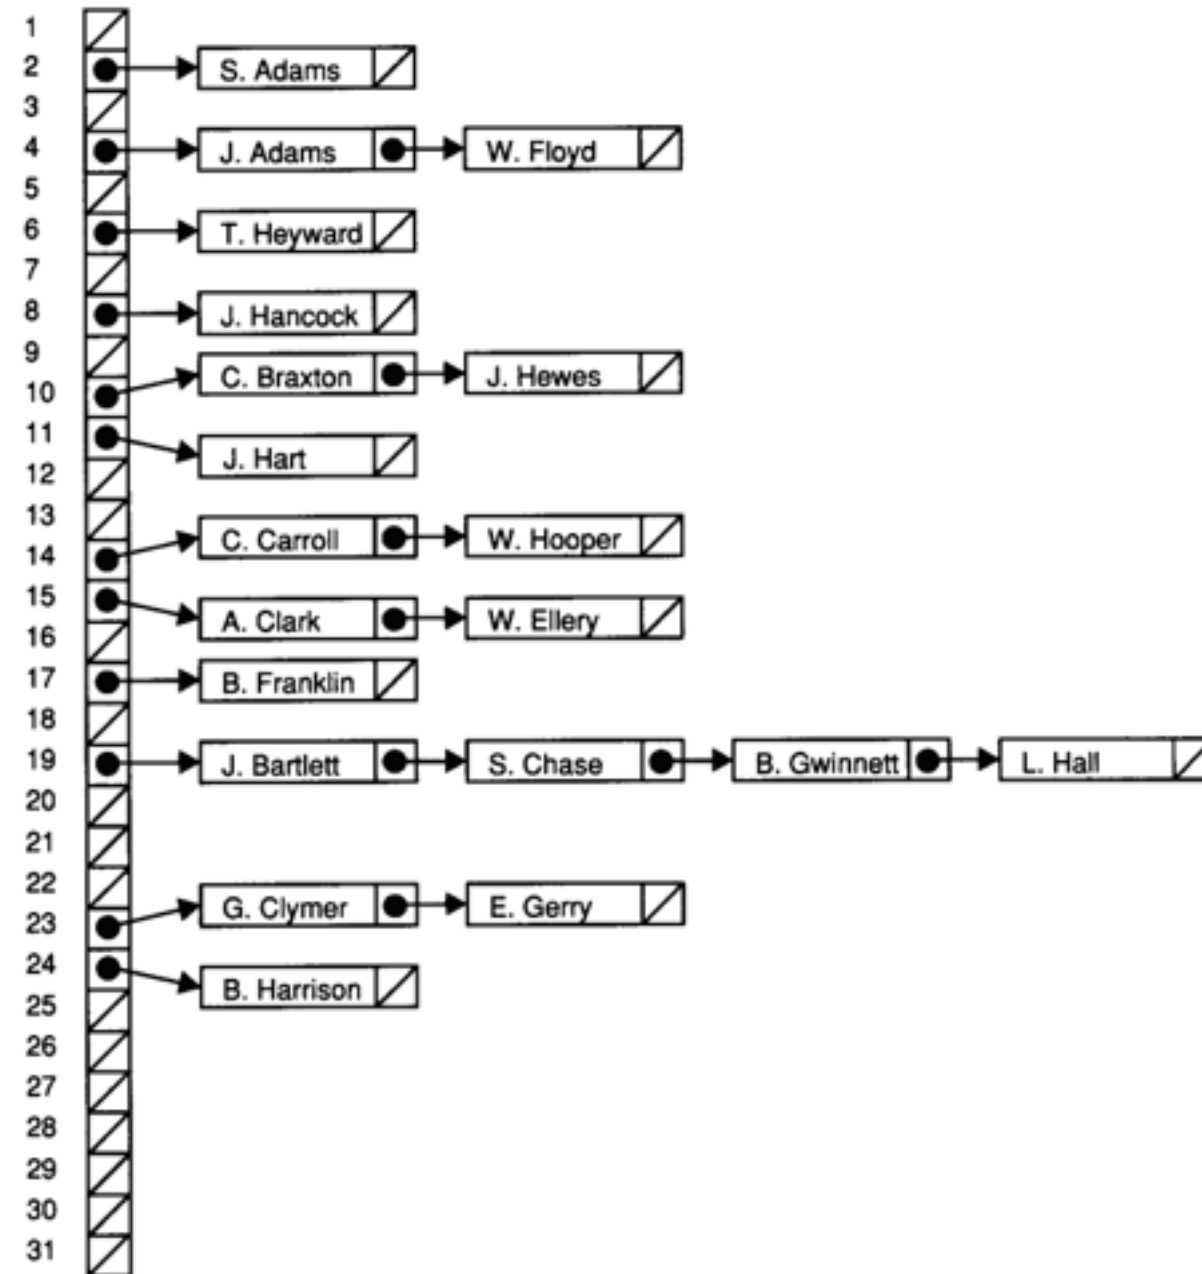 1
2 S. Adams
3
4 J. Adams W. Floyd
5
6 T. Heyward
7
8 J. Hancock
9
C. Braxton J. Hewes
10
11
J. Hart
12
13
C. Carroll W. Hooper
14
15
A. Clark W. Ellery
16
17 B. Franklin
18
19 J. Bartlett S. Chase B. Gwinnett L. Hall
20
21
22
G. Clymer E. Gerry
23
24
B. Harrison
25
26
27
28
29
30
31